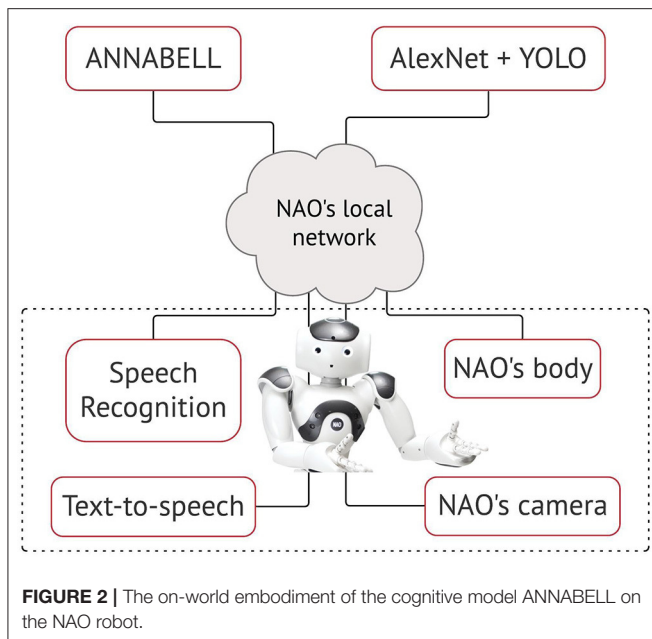 ANNABELL
AlexNet + YOLO
NAO's local
network
Speech
Recognition
NAO's body
NAO
Text-to-speech
NAO's camera
FIGURE 2 | The on-world embodiment of the cognitive model ANNABELL on
the NAO robot.